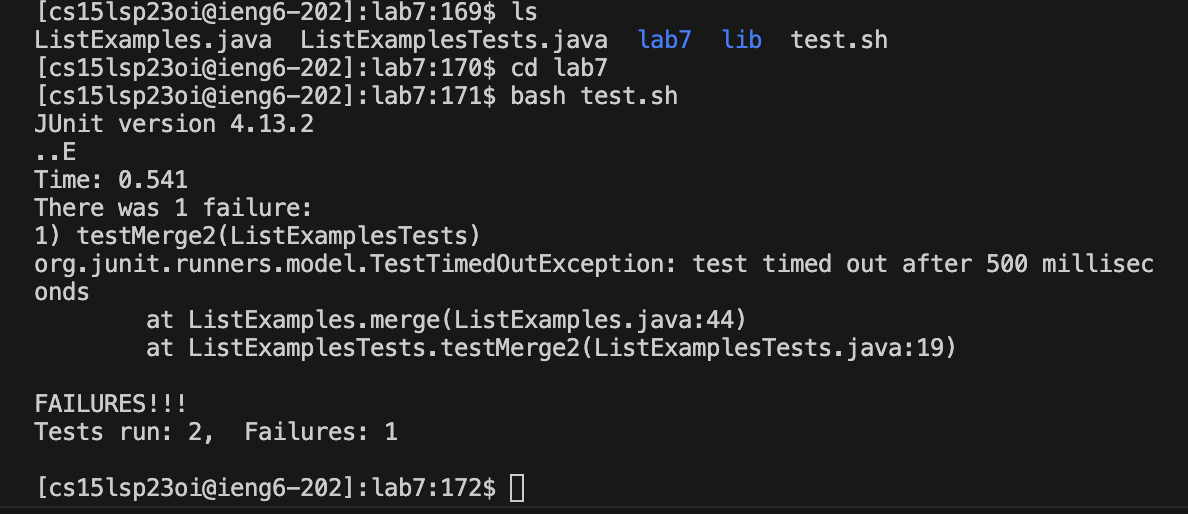 [cs15lsp23oi@ieng6-202]:lab7:169$ ls
ListExamples.java  ListExamplesTests.java  lab7  lib  test.sh
[cs15lsp23oi@ieng6-202]:lab7:170$ cd lab7
[cs15lsp23oi@ieng6-202]:lab7:171$ bash test.sh
JUnit version 4.13.2
..E
Time: 0.541
There was 1 failure:
1) testMerge2(ListExamplesTests)
org.junit.runners.model.TestTimedOutException: test timed out after 500 millisec
onds
        at ListExamples.merge(ListExamples.java:44)
        at ListExamplesTests.testMerge2(ListExamplesTests.java:19)
FAILURES!!!
Tests run: 2,  Failures: 1
[cs15lsp23oi@ieng6-202]:lab7:172$